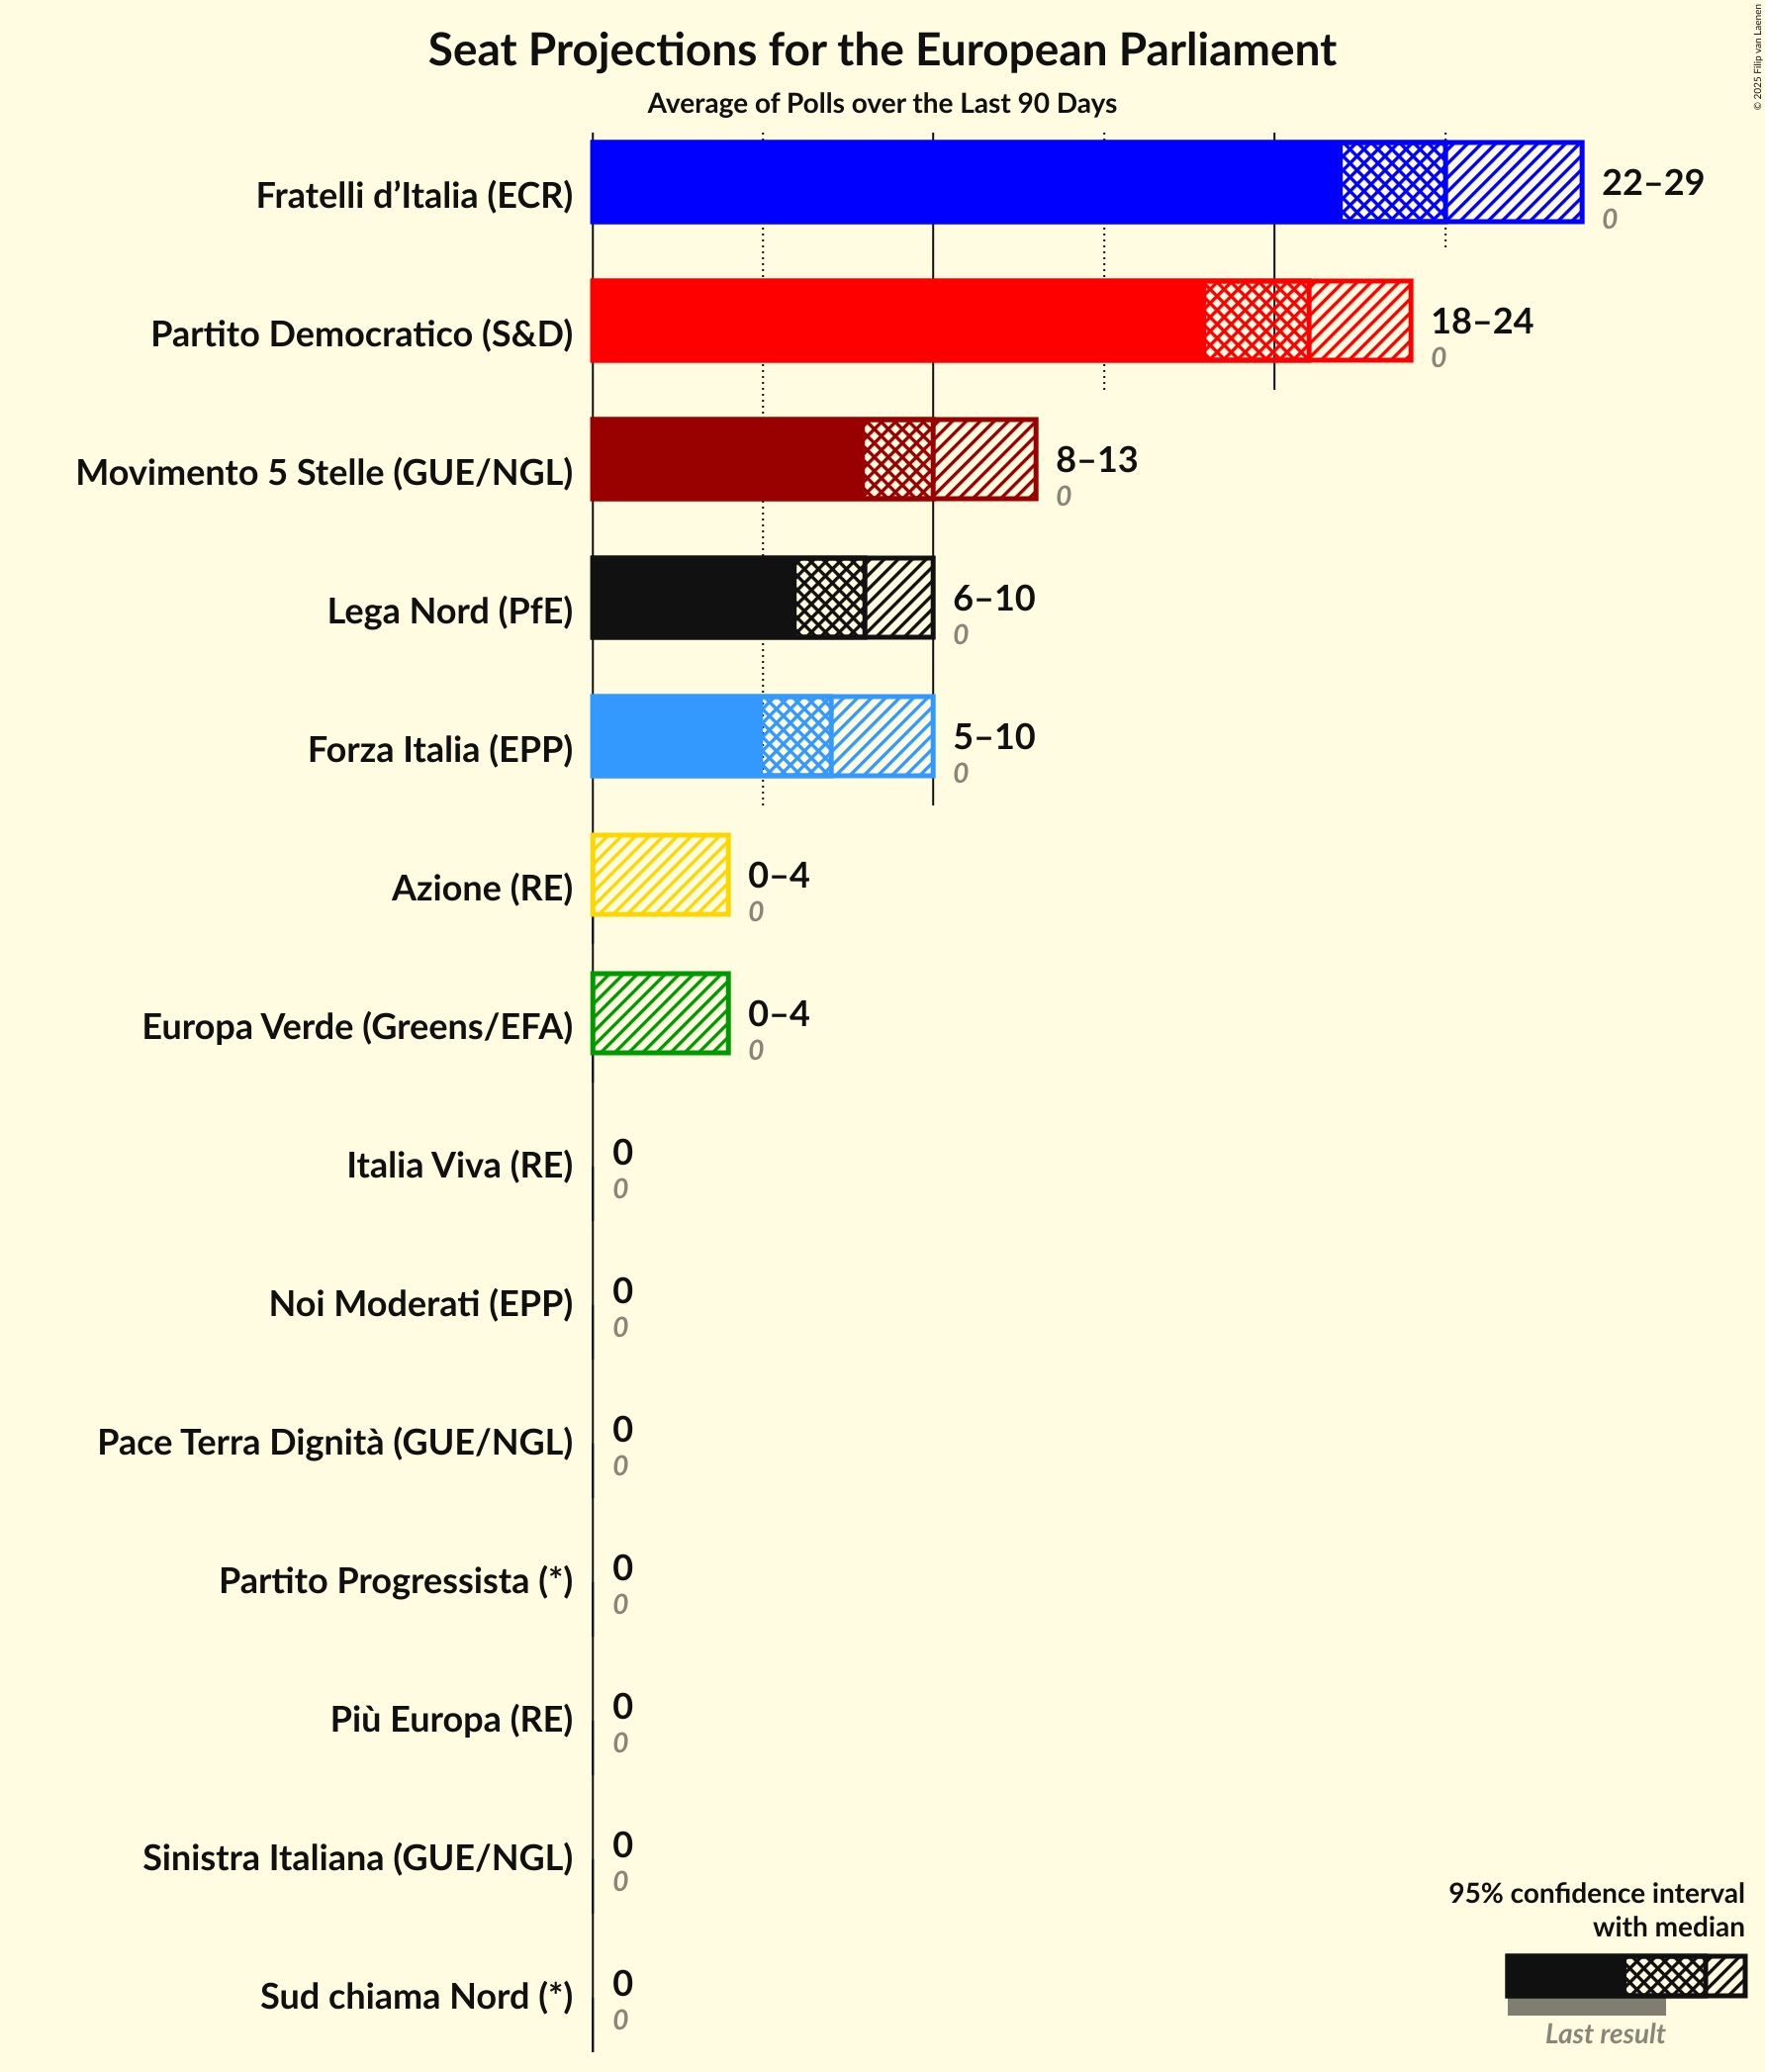 © 2025 Filip van Laenen
Seat Projections for the European Parliament
Average of Polls over the Last 90 Days
Fratelli d’Italia (ECR)
22–29
0
Partito Democratico (S&D)
18–24
0
Movimento 5 Stelle (GUE/NGL)
8–13
0
Lega Nord (PfE)
6–10
0
Forza Italia (EPP)
5–10
0
Azione (RE)
0–4
0
Europa Verde (Greens/EFA)
0–4
0
Italia Viva (RE)
0
0
Noi Moderati (EPP)
0
0
Pace Terra Dignità (GUE/NGL)
0
0
Partito Progressista (*)
0
0
Più Europa (RE)
0
0
Sinistra Italiana (GUE/NGL)
0
0
Sud chiama Nord (*)
0
0
95% confidence interval
with median
Last result